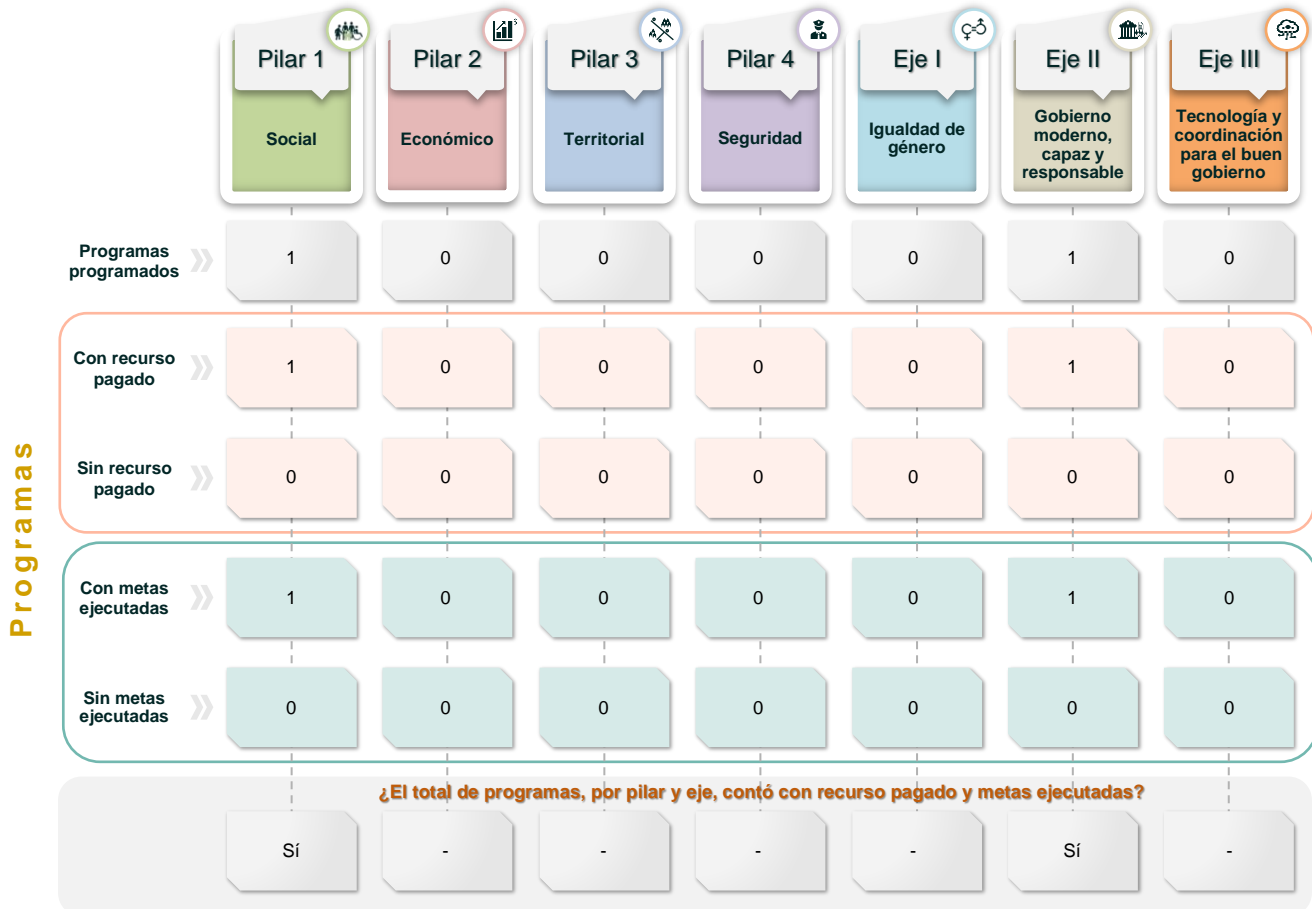 Pilar 1
Pilar 2
Pilar 3
Pilar 4
Eje I
Eje II
Eje III
Social
Económico
Territorial
Seguridad
Igualdad de
género
Gobierno
moderno,
capaz y
responsable
Tecnología y
coordinación
para el buen
gobierno
Programas
Programas
programados
1 0 0 0 0 1 0
Con recurso
pagado
1 0 0 0 0 1 0
Sin recurso
pagado
0 0 0 0 0 0 0
Con metas
ejecutadas
1 0 0 0 0 1 0
Sin metas
ejecutadas
0 0 0 0 0 0 0
¿El total de programas, por pilar y eje, contó con recurso pagado y metas ejecutadas?
Sí - - - - Sí -